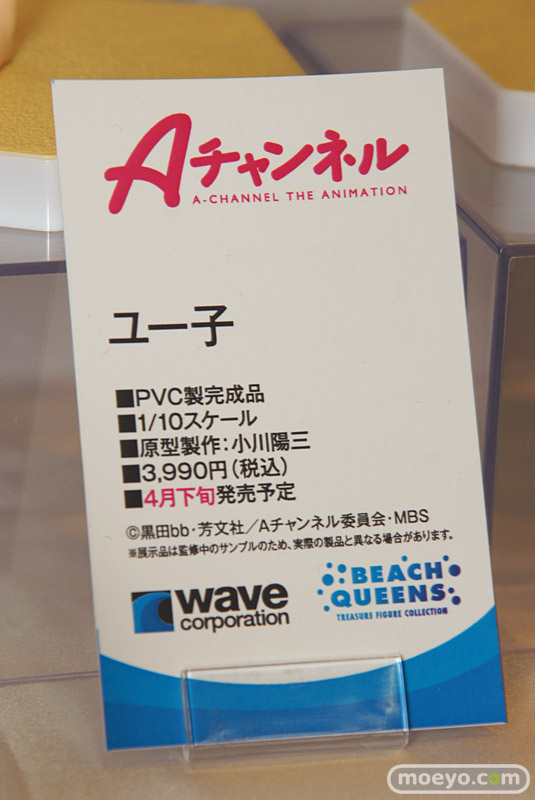 Aチャンネル
A-CHANNEL THE ANIMATION
ユー子
■PVC製完成品
■1/10スケール
■原型製作:小川陽三
■3,990円(税込)
■4月下旬発売予定
©黒田bb・芳文社/Aチャンネル委員会・MBS
※展示品は監修中のサンプルのため、実際の製品と異なる場合があります。
wave
corporation
BEACH
QUEENS
TREASURE FIGURE COLLECTION
moeyo.com